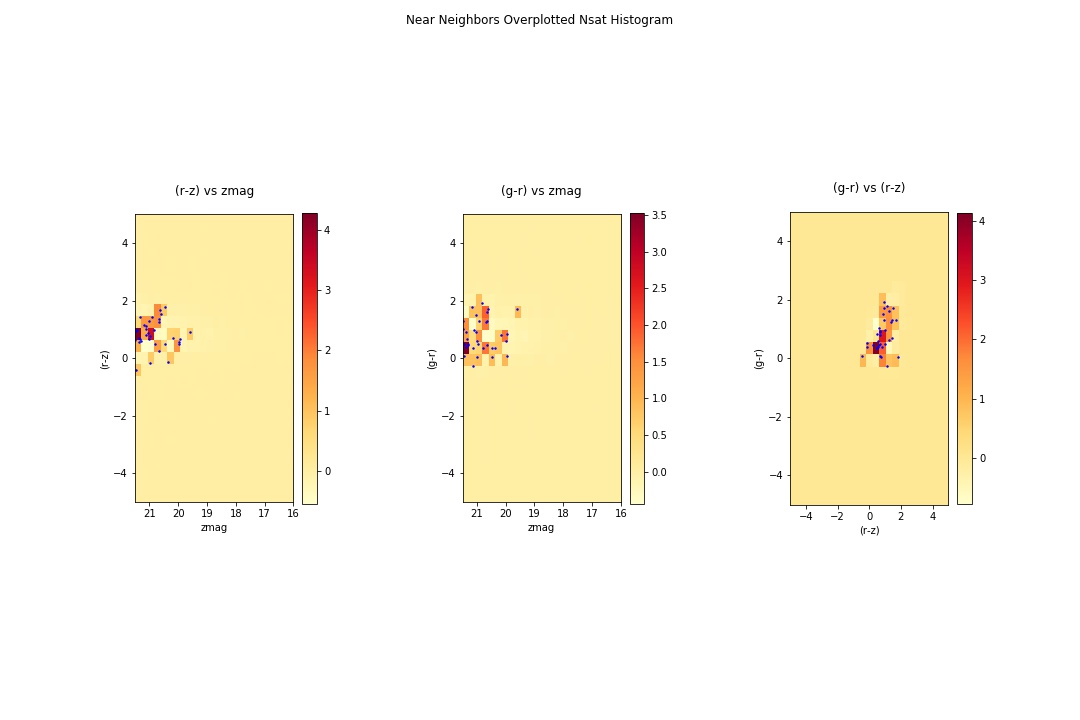 Near Neighbors Overplotted Nsat Histogram
(r-z) vs zmag
(r-z)
4
2
0
−2
−4
21 20 19 18 17 16
zmag
4
3
2
1
0
(g-r) vs zmag
(g-r)
4
2
0
−2
−4
21 20 19 18 17 16
zmag
3.5
3.0
2.5
2.0
1.5
1.0
0.5
0.0
(g-r) vs (r-z)
(g-r)
4
2
0
−2
−4
−4 −2 0 2 4
(r-z)
4
3
2
1
0